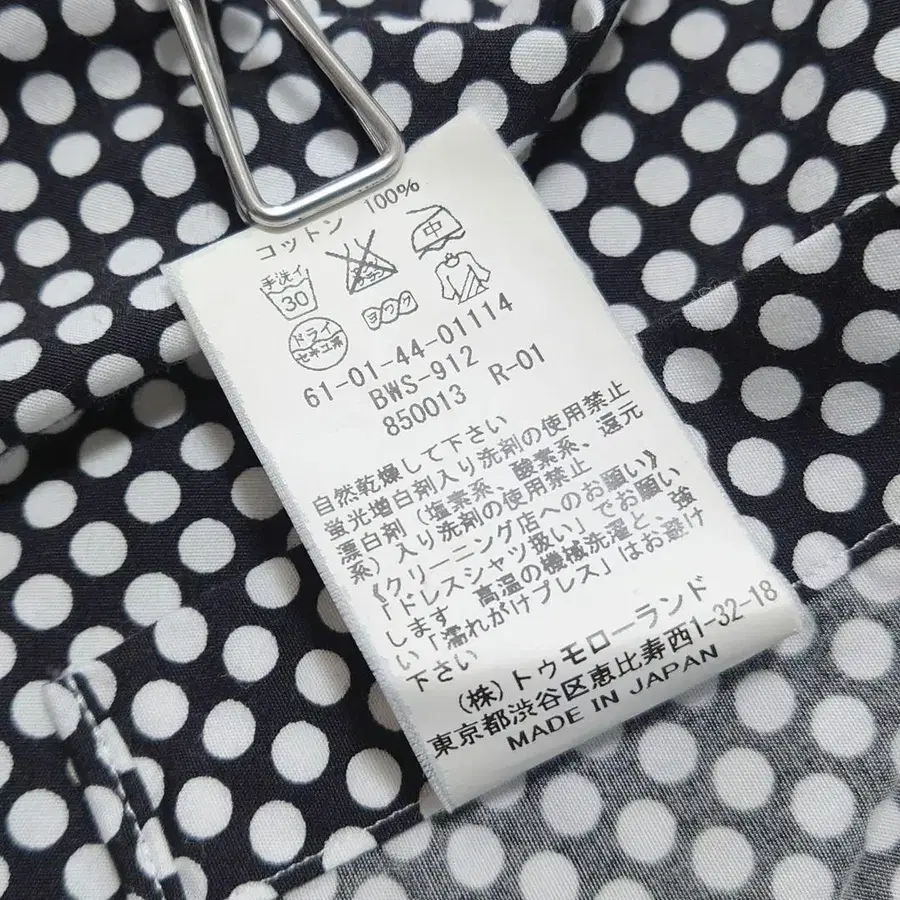 コットン 100%
手洗イ
30
中
ドライ
セキユ系
ヨワク
61-01-44-01114
BWS-912
850013 R-01
自然乾燥して下さい
蛍光増白剤入り洗剤の使用禁止
漂白剤（塩素系、酸素系、還元
系）入り洗剤の使用禁止
《クリーニング店へのお願い》
「ドレスシャツ扱い」でお願い
します 高温の機械洗濯と、強
い「濡れがけプレス」はお避け
下さい
（株）トゥモローランド
東京都渋谷区恵比寿西1-32-18
MADE IN JAPAN